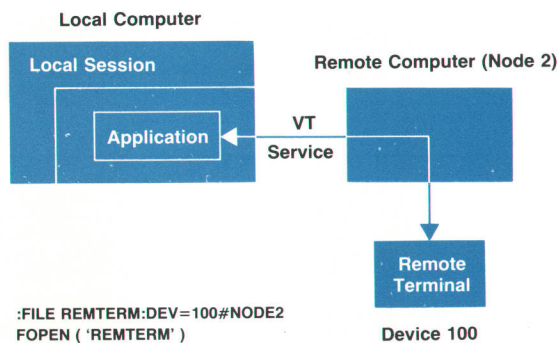 Local Computer
Local Session
Remote Computer (Node 2)
Application
VT
Service
Remote
Terminal
:FILE REMTERM:DEV=100#NODE2
FOPEN ( 'REMTERM' )
Device 100